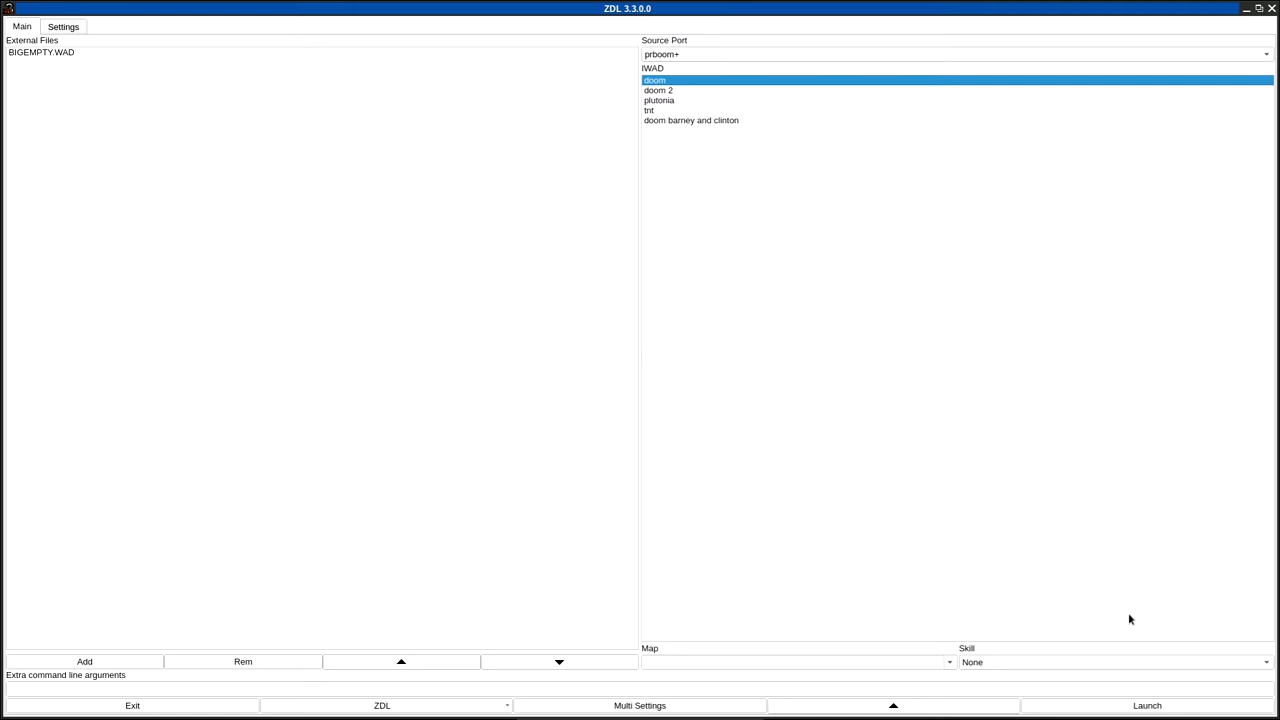 ZDL 3.3.0.0
Main
Settings
External Files
BIGEMPTY.WAD
Source Port
prboom+
IWAD
doom
doom 2
plutonia
tnt
doom barney and clinton
Map
Skill
None
Add
Rem
Extra command line arguments
Exit
ZDL
Multi Settings
Launch